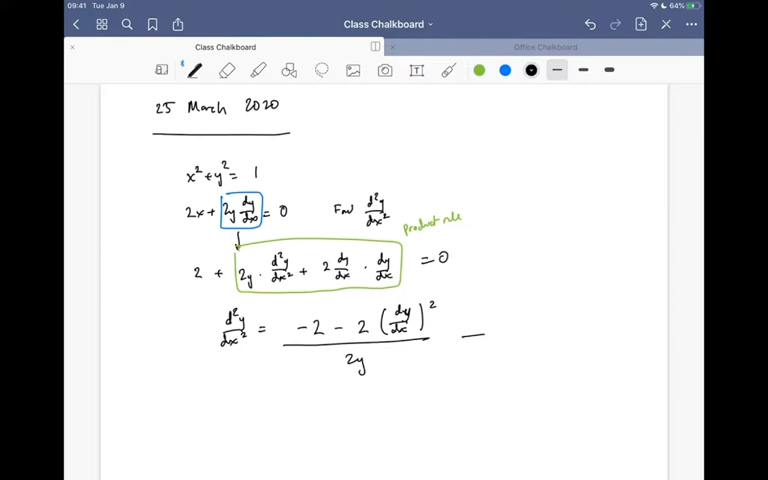 09:41 Tue Jan 9
64%
Class Chalkboard
Class Chalkboard
Office Chalkboard
25 March 2020
x² + y² = 1
2x + 2y dy/dx = 0 Find d²y/dx²
product rule
2 + 2y · d²y/dx² + 2 dy/dx · dy/dx = 0
d²y/dx² = (-2 - 2 (dy/dx)²) / 2y